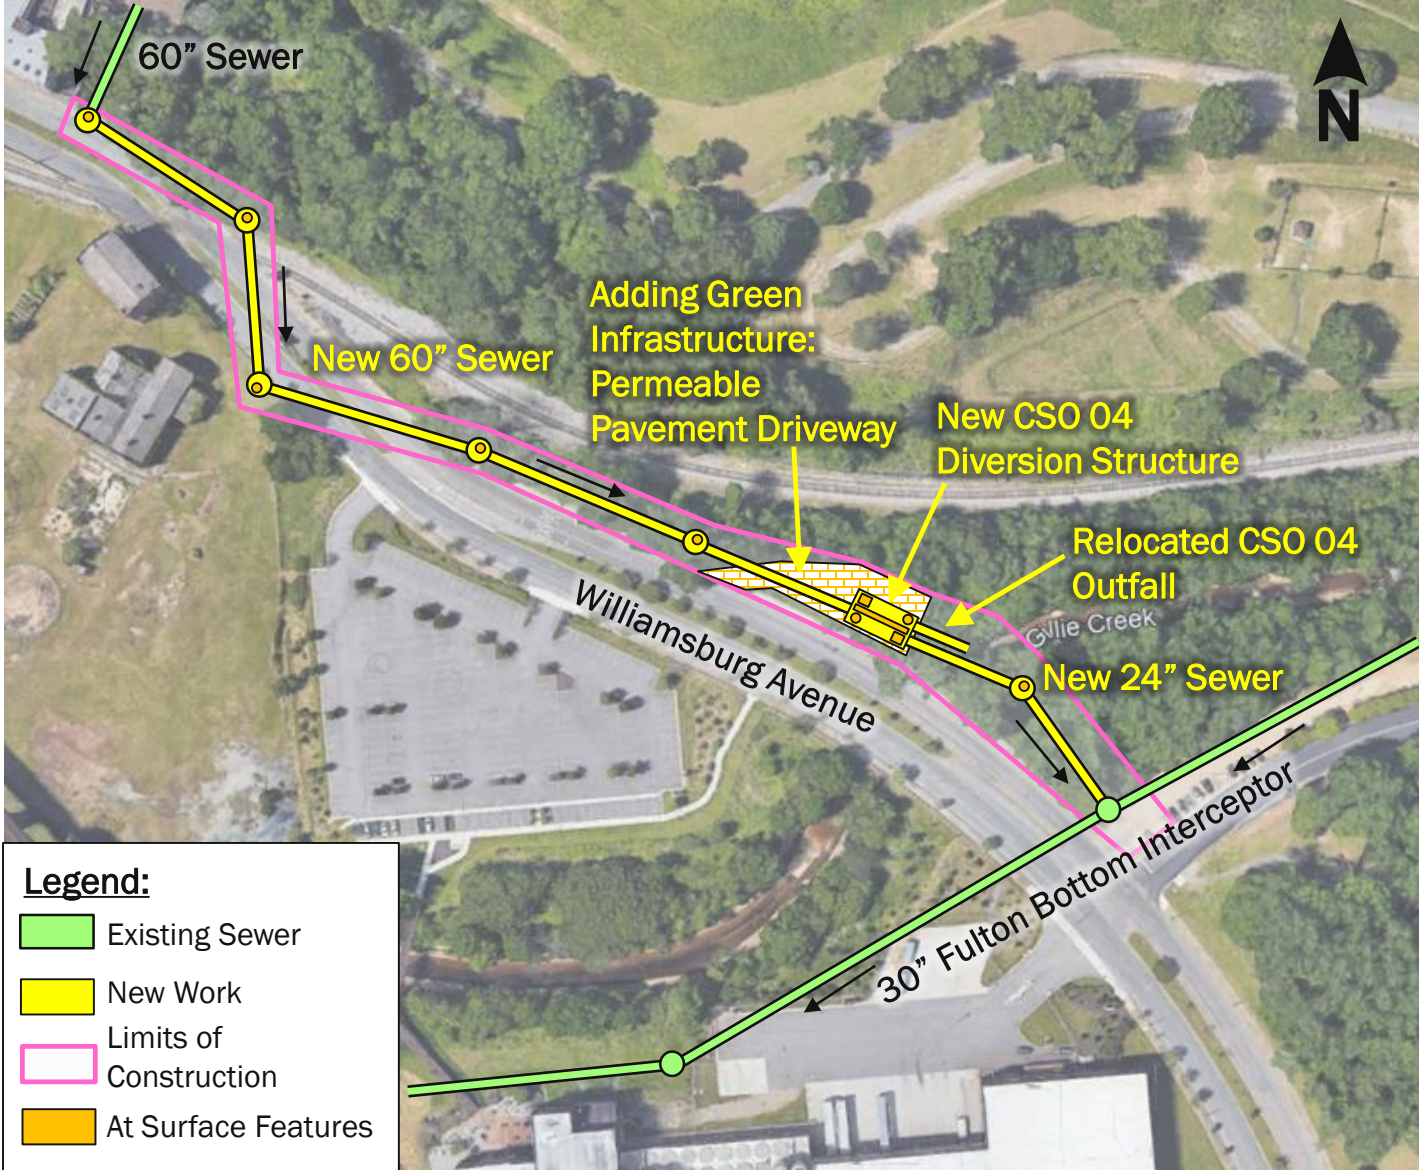 60” Sewer
N
Adding Green
Infrastructure:
Permeable
Pavement Driveway
New 60” Sewer
New CSO 04
Diversion Structure
Relocated CSO 04
Outfall
Gillie Creek
Williamsburg Avenue
New 24” Sewer
30” Fulton Bottom Interceptor
Legend:
Existing Sewer
New Work
Limits of
Construction
At Surface Features